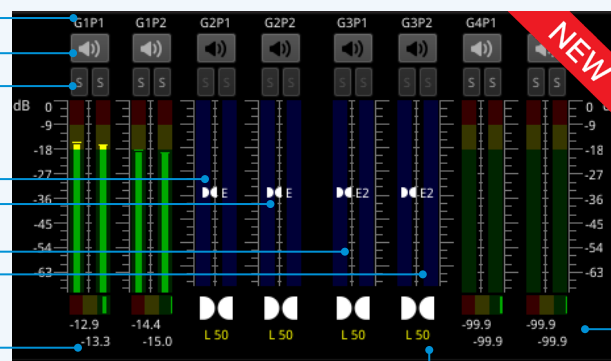 G1P1 G1P2 G2P1 G2P2 G3P1 G3P2 G4P1
NEW
S S S S S S S S S S S S S S S
dB 0 0
-9 -9
-18 -18
-27 -27
E E E2 E2
-36 -36
-45 -45
-54 -54
-63 -63
-12.9 -14.4 L 50 L 50 L 50 L 50 -99.9 -99.9
-13.3 -15.0 -99.9 -99.9